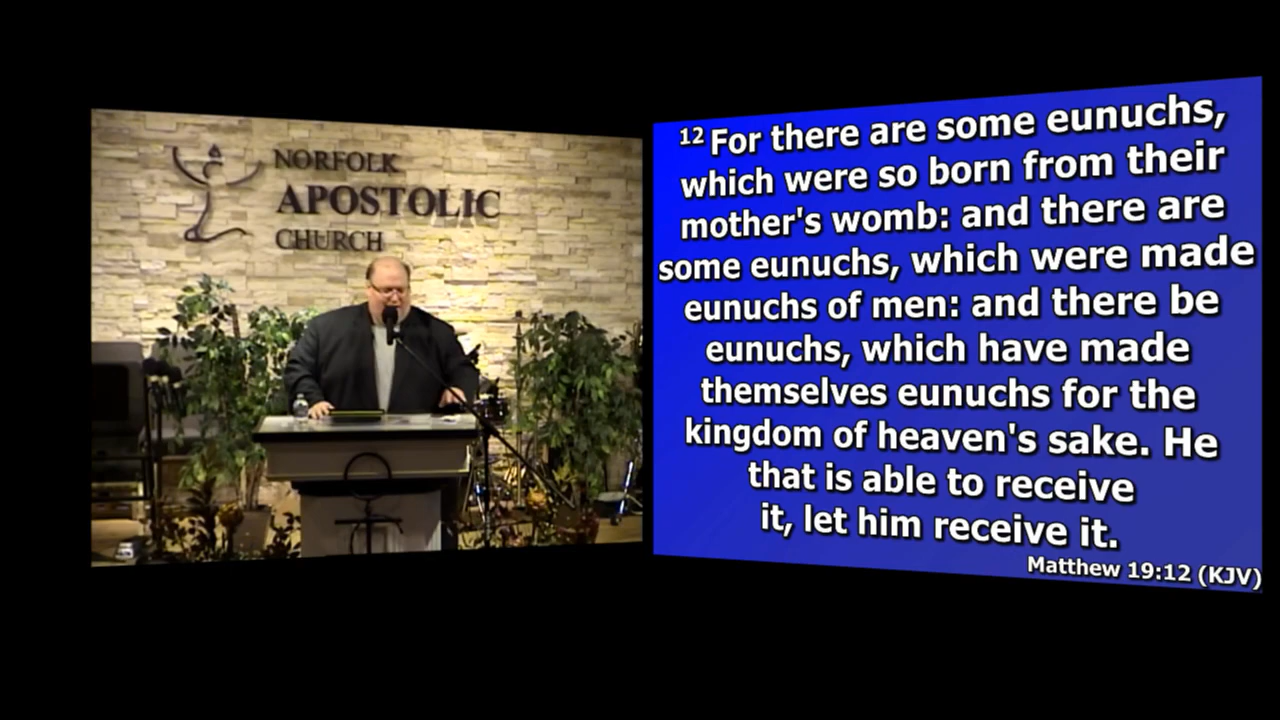 NORFOLK
APOSTOLIC
CHURCH
12 For there are some eunuchs,
which were so born from their
mother's womb: and there are
some eunuchs, which were made
eunuchs of men: and there be
eunuchs, which have made
themselves eunuchs for the
kingdom of heaven's sake. He
that is able to receive
it, let him receive it.
Matthew 19:12 (KJV)